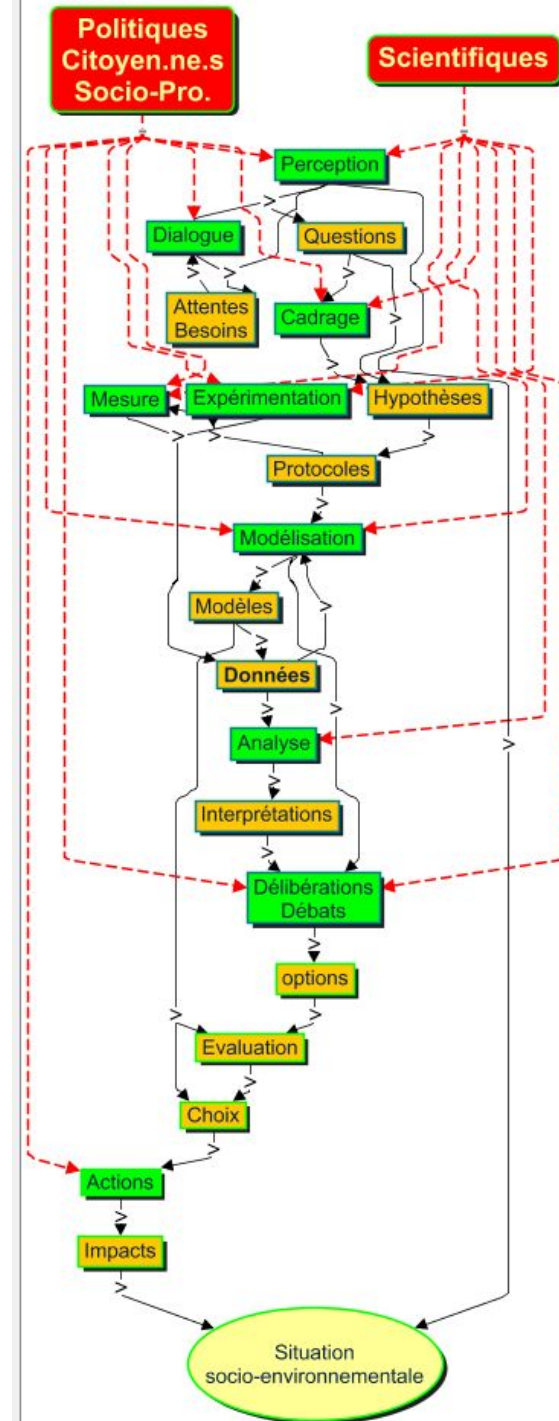 Politiques
Citoyen.ne.s
Socio-Pro.
Scientifiques
Perception
Dialogue
Questions
Attentes
Besoins
Cadrage
Mesure
Expérimentation
Hypothèses
Protocoles
Modélisation
Modèles
Données
Analyse
Interprétations
Délibérations
Débats
options
Evaluation
Choix
Actions
Impacts
Situation
socio-environnementale